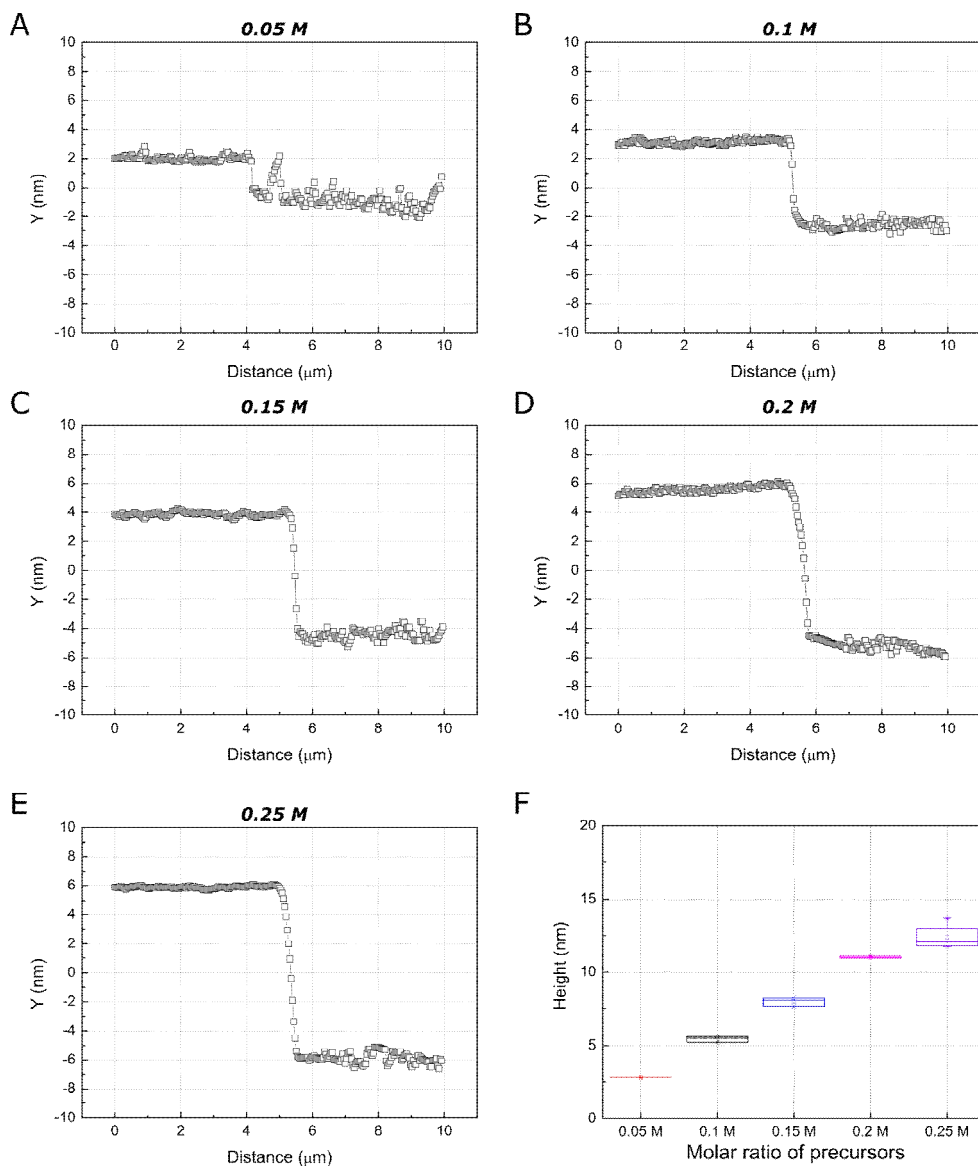 A
0.05 M
10
8
6
4
2
0
-2
-4
-6
-8
-10
Y (nm)
0 2 4 6 8 10
Distance (μm)
B
0.1 M
10
8
6
4
2
0
-2
-4
-6
-8
-10
Y (nm)
0 2 4 6 8 10
Distance (μm)
C
0.15 M
10
8
6
4
2
0
-2
-4
-6
-8
-10
Y (nm)
0 2 4 6 8 10
Distance (μm)
D
0.2 M
10
8
6
4
2
0
-2
-4
-6
-8
-10
Y (nm)
0 2 4 6 8 10
Distance (μm)
E
0.25 M
10
8
6
4
2
0
-2
-4
-6
-8
-10
Y (nm)
0 2 4 6 8 10
Distance (μm)
F
20
15
10
5
0
Height (nm)
0.05 M 0.1 M 0.15 M 0.2 M 0.25 M
Molar ratio of precursors